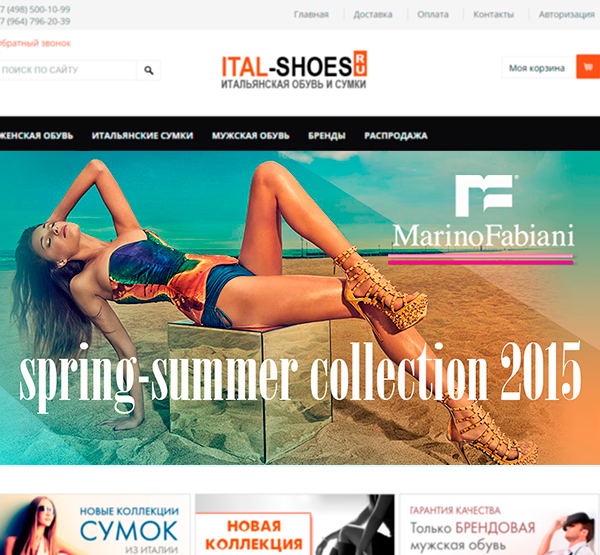 7 (498) 500-10-99
7 (964) 796-20-39
Главная Доставка Оплата Контакты Авторизация
Обратный звонок
ПОИСК ПО САЙТУ
ITAL-SHOES RU
ИТАЛЬЯНСКАЯ ОБУВЬ И СУМКИ
Моя корзина
ЖЕНСКАЯ ОБУВЬ ИТАЛЬЯНСКИЕ СУМКИ МУЖСКАЯ ОБУВЬ БРЕНДЫ РАСПРОДАЖА
MarinoFabiani
spring-summer collection 2015
НОВЫЕ КОЛЛЕКЦИИ
СУМОК
ИЗ ИТАЛИИ
НОВАЯ
КОЛЛЕКЦИЯ
ГАРАНТИЯ КАЧЕСТВА
Только БРЕНДОВАЯ
мужская обувь